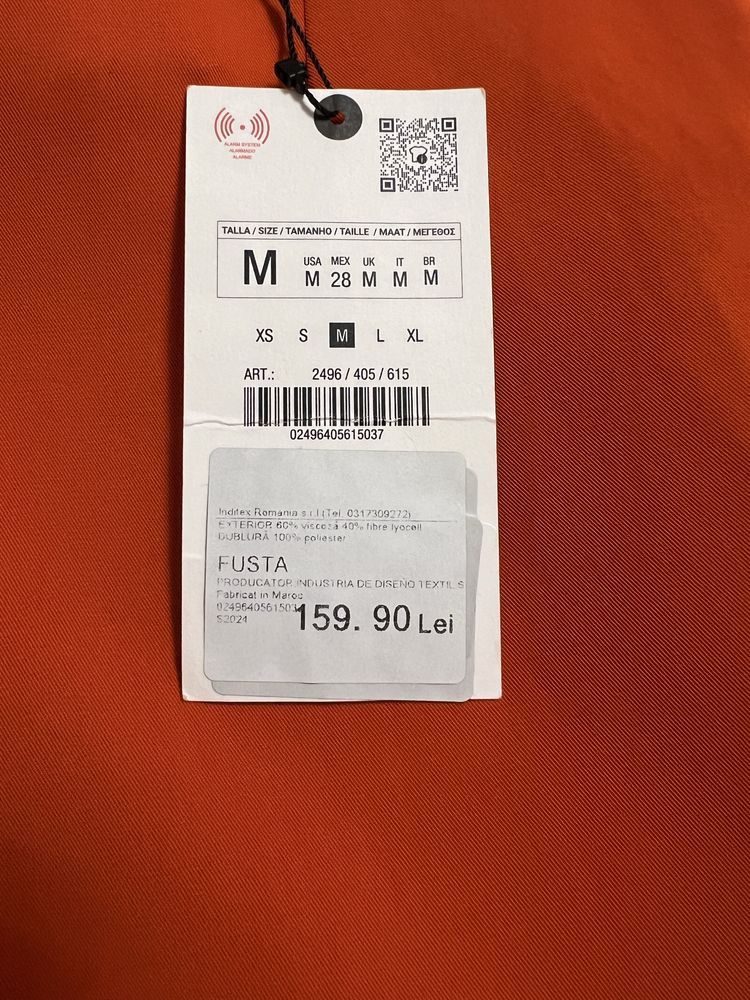 ALARM SYSTEM
ALARMADO
ALARME
TALLA / SIZE / TAMANHO / TAILLE / MAAT / ΜΕΓΕΘΟΣ
M
USA MEX UK IT BR
M 28 M M M
XS S M L XL
ART.: 2496 / 405 / 615
02496405615037
Inditex Romania s.r.l (Tel. 0317309272)
EXTERIOR 60% viscoză 40% fibre lyocell
DUBLURĂ 100% poliester
FUSTA
PRODUCATOR INDUSTRIA DE DISENO TEXTIL S
Fabricat in Maroc
S2024
159. 90 Lei